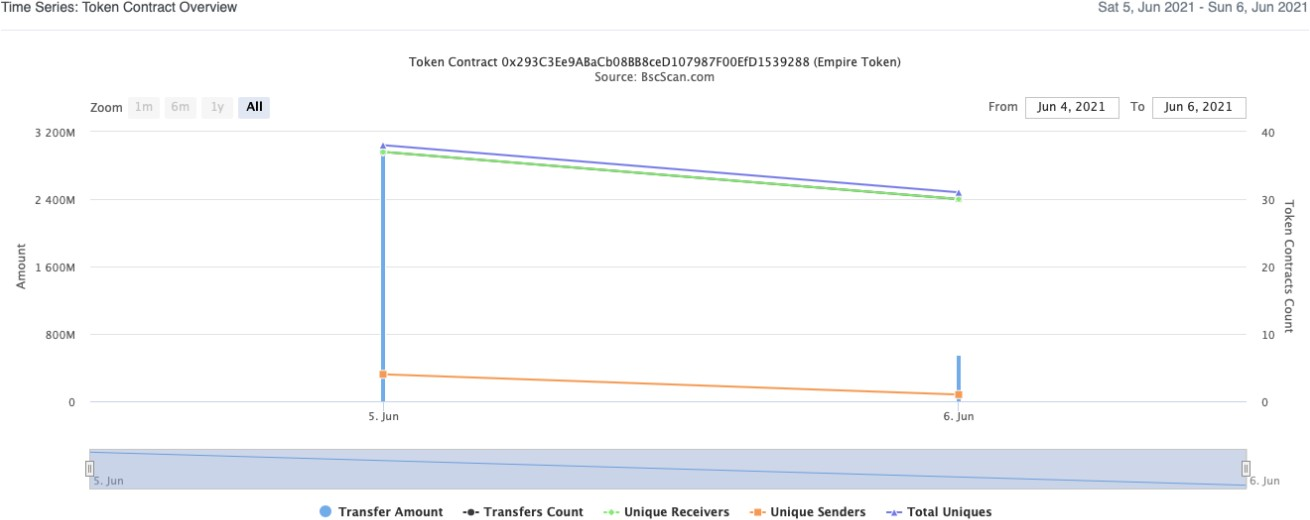 Time Series: Token Contract Overview
Sat 5, Jun 2021 - Sun 6, Jun 2021
Token Contract 0x293C3Ee9ABaCb08BB8ceD107987F00EfD1539288 (Empire Token)
Source: BscScan.com
Zoom 1m 6m 1y All
From Jun 4, 2021 To Jun 6, 2021
3 200M
2 400M
1 600M
800M
0
Amount
40
30
20
10
0
Token Contracts Count
5. Jun
6. Jun
5. Jun
6. Jun
Transfer Amount Transfers Count Unique Receivers Unique Senders Total Uniques